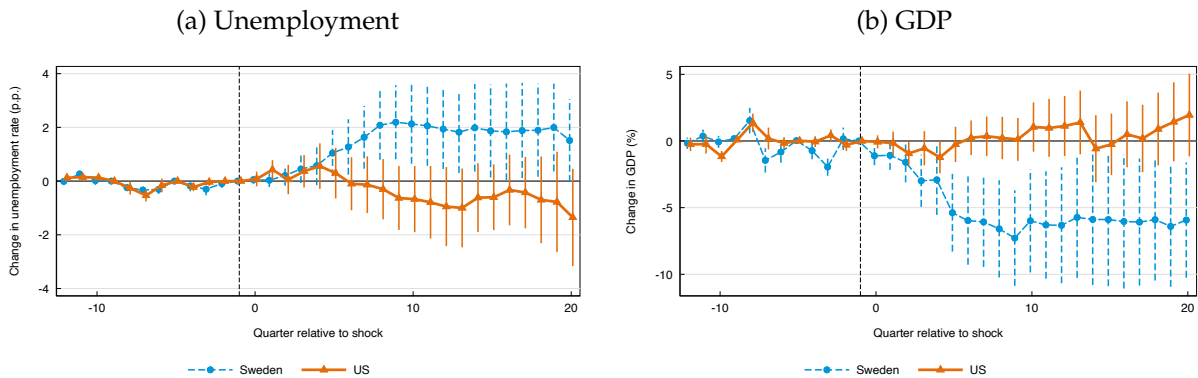 (a) Unemployment
Change in unemployment rate (p.p.)
4
2
0
-2
-4
-10
0
10
20
Quarter relative to shock
Sweden
US
(b) GDP
Change in GDP (%)
5
0
-5
-10
-10
0
10
20
Quarter relative to shock
Sweden
US